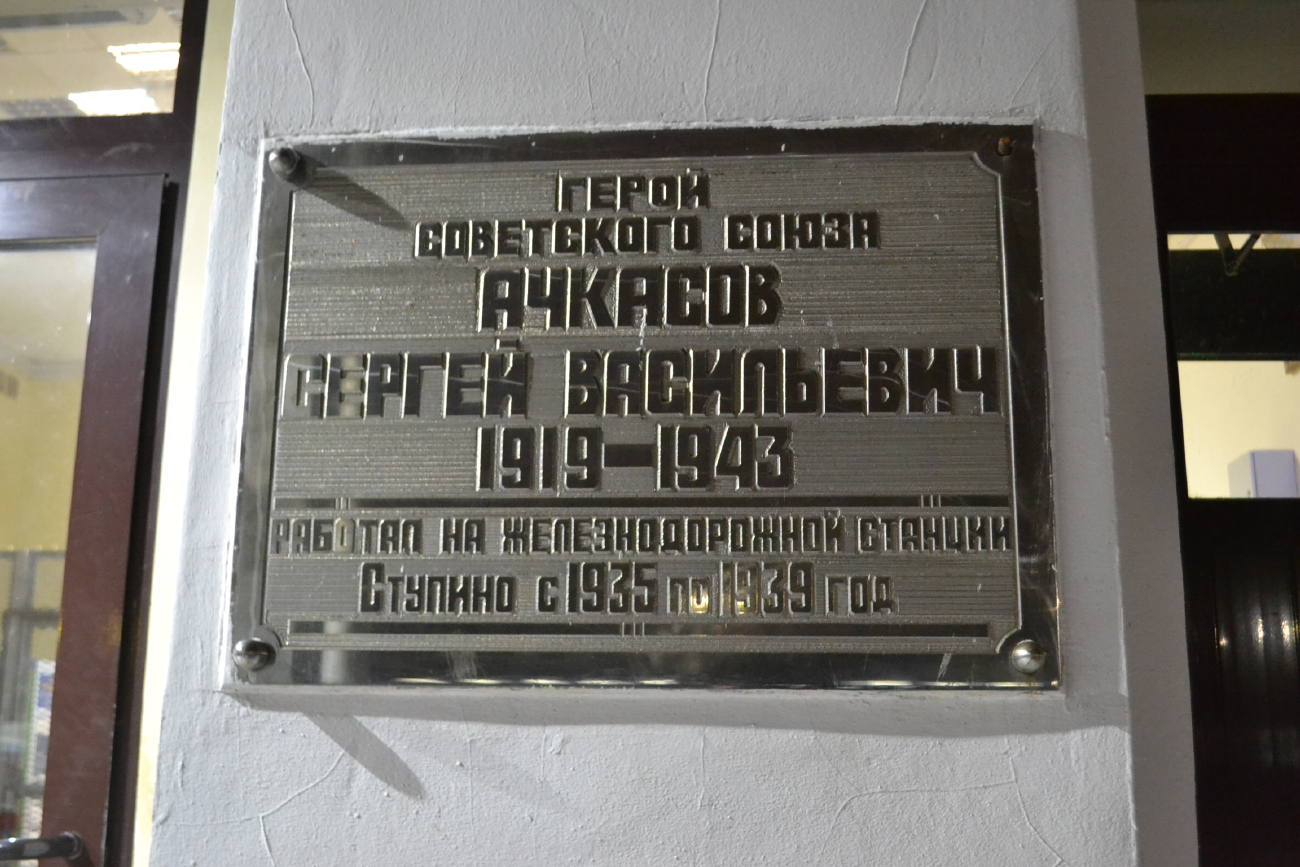 ГЕРОЙ
СОВЕТСКОГО СОЮЗА
АЧКАСОВ
СЕРГЕЙ ВАСИЛЬЕВИЧ
1919-1943
РАБОТАЛ НА ЖЕЛЕЗНОДОРОЖНОЙ СТАНЦИИ
СТУПИНО С 1935 ПО 1939 ГОД